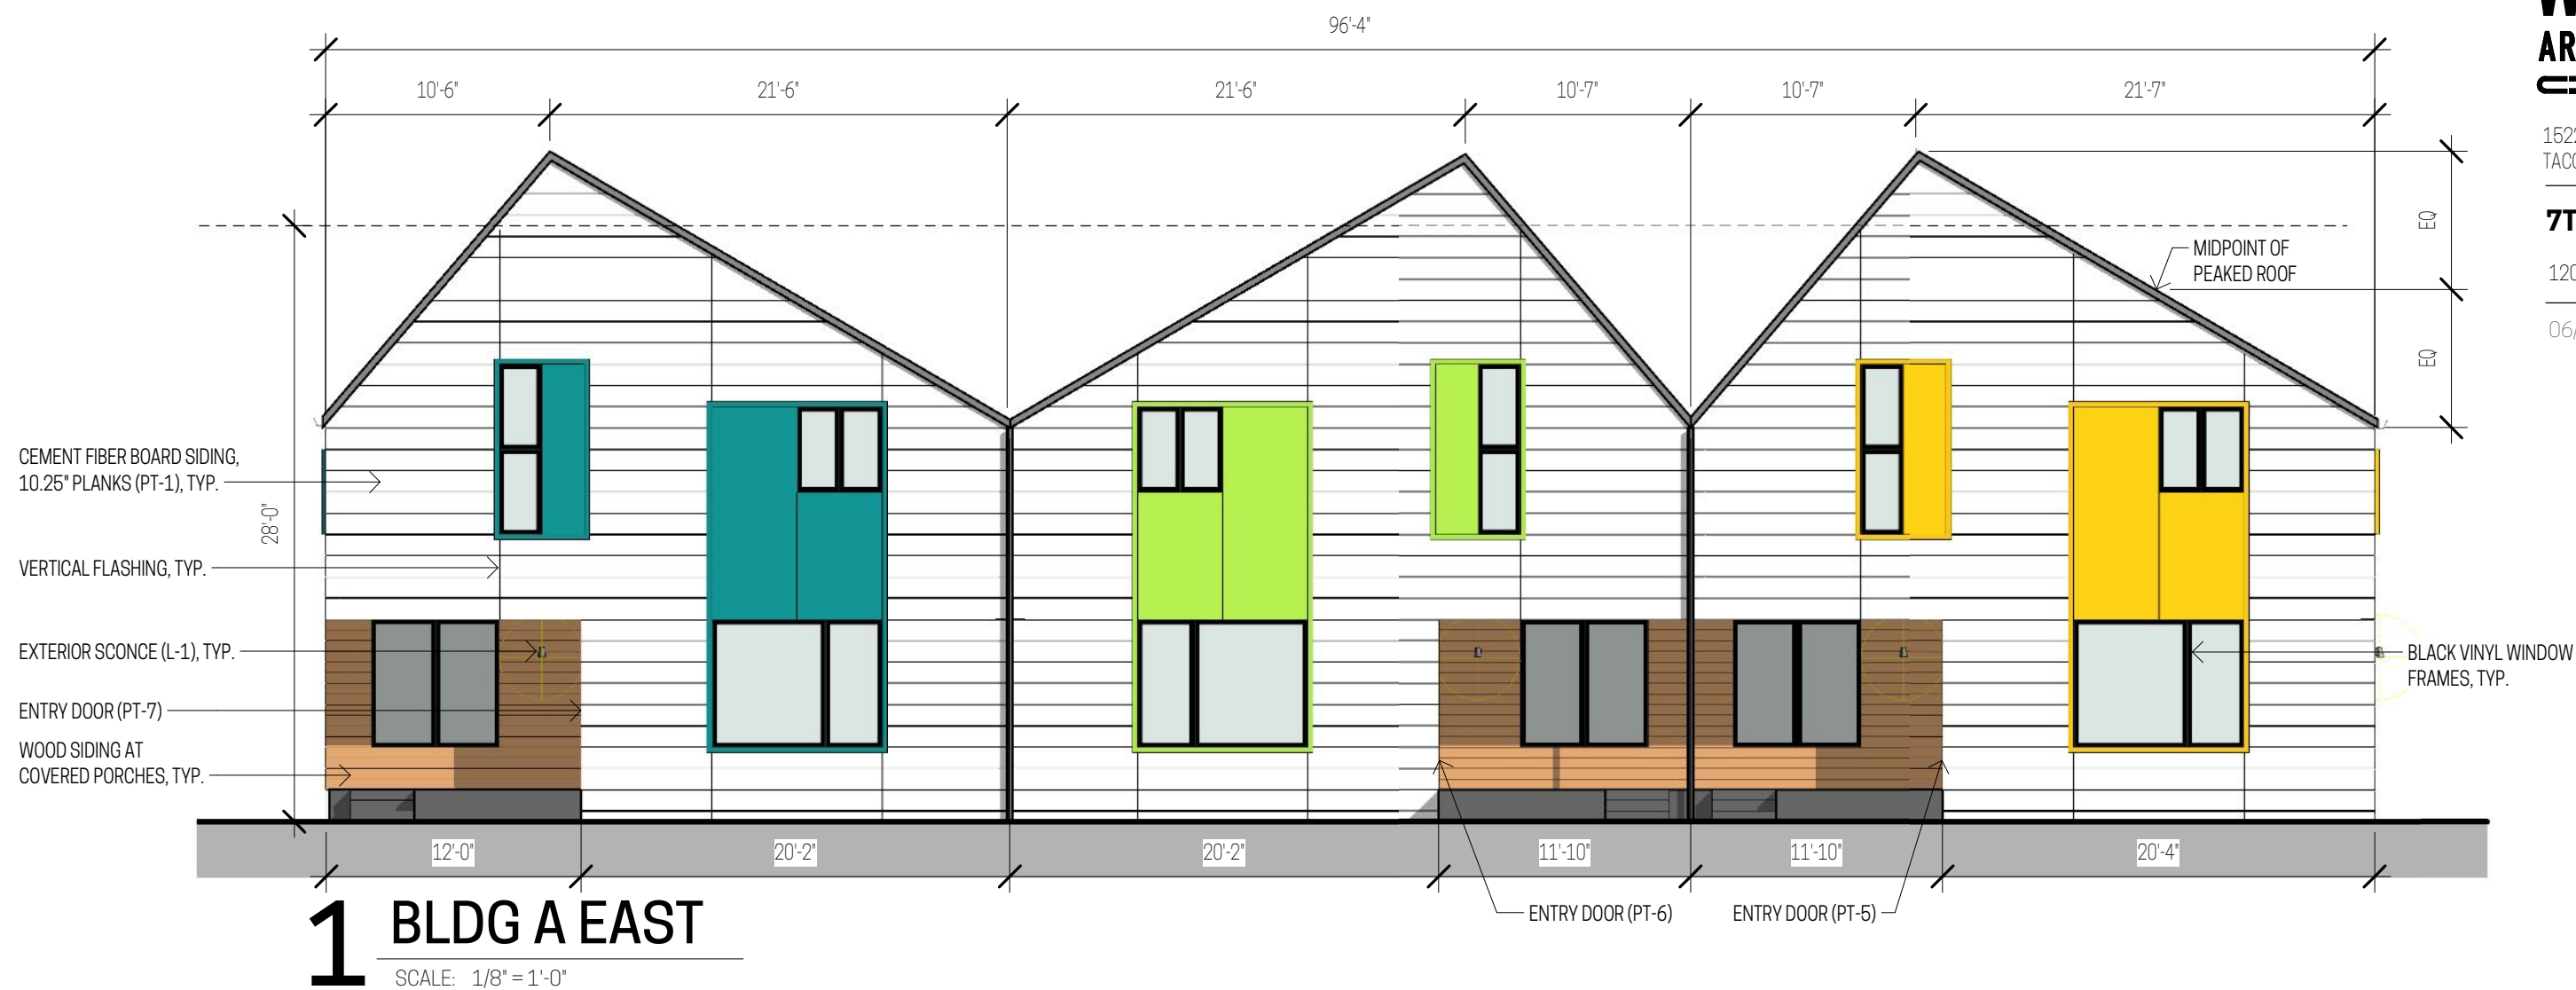 96'-4"
10'-6"
21'-6"
21'-6"
10'-7"
10'-7"
21'-7"
AR
1522
TACO
7T
120
06/
EQ
EQ
MIDPOINT OF
PEAKED ROOF
CEMENT FIBER BOARD SIDING,
10.25" PLANKS (PT-1), TYP.
28'-0"
VERTICAL FLASHING, TYP.
EXTERIOR SCONCE (L-1), TYP.
ENTRY DOOR (PT-7)
WOOD SIDING AT
COVERED PORCHES, TYP.
BLACK VINYL WINDOW
FRAMES, TYP.
12'-0"
20'-2"
20'-2"
11'-10"
11'-10"
20'-4"
ENTRY DOOR (PT-6)
ENTRY DOOR (PT-5)
1
BLDG A EAST
SCALE: 1/8" = 1'-0"